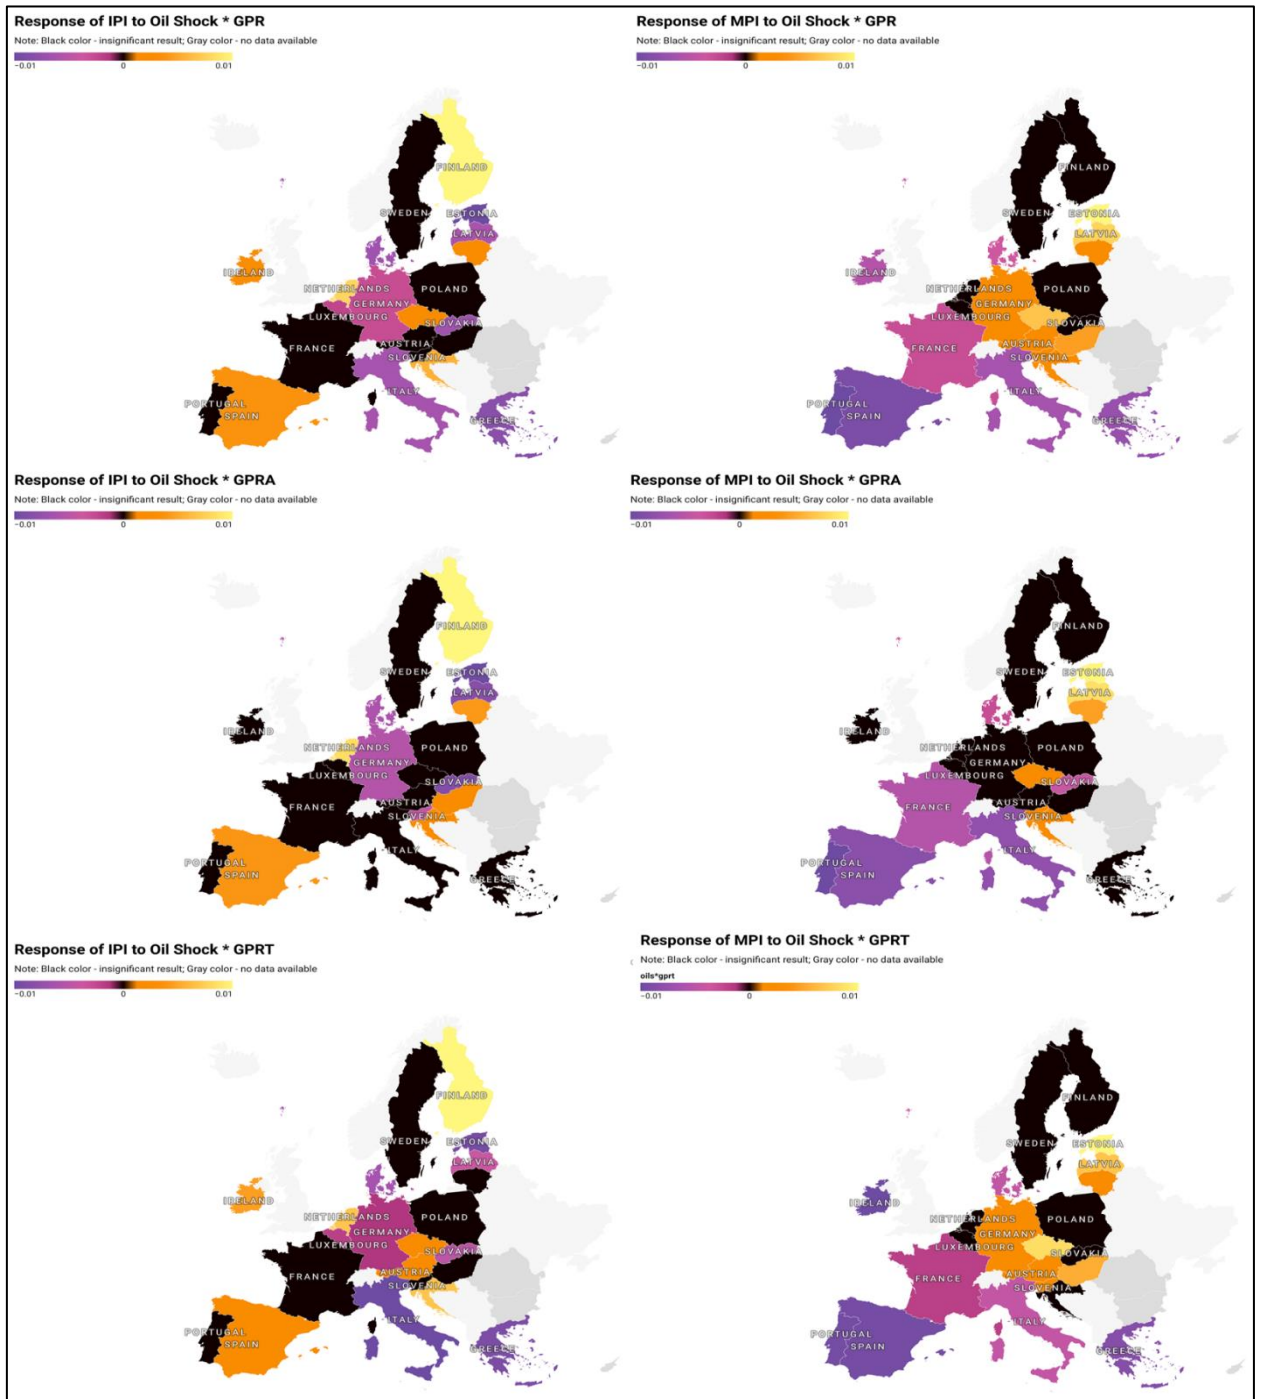 Response of IPI to Oil Shock * GPR
Note: Black color - insignificant result; Gray color - no data available
−0.01 0 0.01
FINLAND
SWEDEN
ESTONIA
LATVIA
IRELAND
NETHERLANDS
POLAND
GERMANY
LUXEMBOURG
SLOVAKIA
FRANCE
AUSTRIA
SLOVENIA
ITALY
PORTUGAL
SPAIN
GREECE
Response of MPI to Oil Shock * GPR
Note: Black color - insignificant result; Gray color - no data available
−0.01 0 0.01
FINLAND
SWEDEN
ESTONIA
LATVIA
IRELAND
NETHERLANDS
POLAND
GERMANY
LUXEMBOURG
SLOVAKIA
FRANCE
AUSTRIA
SLOVENIA
ITALY
PORTUGAL
SPAIN
GREECE
Response of IPI to Oil Shock * GPRA
Note: Black color - insignificant result; Gray color - no data available
−0.01 0 0.01
FINLAND
SWEDEN
ESTONIA
LATVIA
IRELAND
NETHERLANDS
POLAND
GERMANY
LUXEMBOURG
SLOVAKIA
FRANCE
AUSTRIA
SLOVENIA
ITALY
PORTUGAL
SPAIN
GREECE
Response of MPI to Oil Shock * GPRA
Note: Black color - insignificant result; Gray color - no data available
−0.01 0 0.01
FINLAND
SWEDEN
ESTONIA
LATVIA
IRELAND
NETHERLANDS
POLAND
GERMANY
LUXEMBOURG
SLOVAKIA
FRANCE
AUSTRIA
SLOVENIA
ITALY
PORTUGAL
SPAIN
GREECE
Response of IPI to Oil Shock * GPRT
Note: Black color - insignificant result; Gray color - no data available
−0.01 0 0.01
FINLAND
SWEDEN
ESTONIA
LATVIA
IRELAND
NETHERLANDS
POLAND
GERMANY
LUXEMBOURG
SLOVAKIA
FRANCE
AUSTRIA
SLOVENIA
ITALY
PORTUGAL
SPAIN
GREECE
Response of MPI to Oil Shock * GPRT
Note: Black color - insignificant result; Gray color - no data available
oils*gprt
−0.01 0 0.01
FINLAND
SWEDEN
ESTONIA
LATVIA
IRELAND
NETHERLANDS
POLAND
GERMANY
LUXEMBOURG
SLOVAKIA
FRANCE
AUSTRIA
SLOVENIA
ITALY
PORTUGAL
SPAIN
GREECE